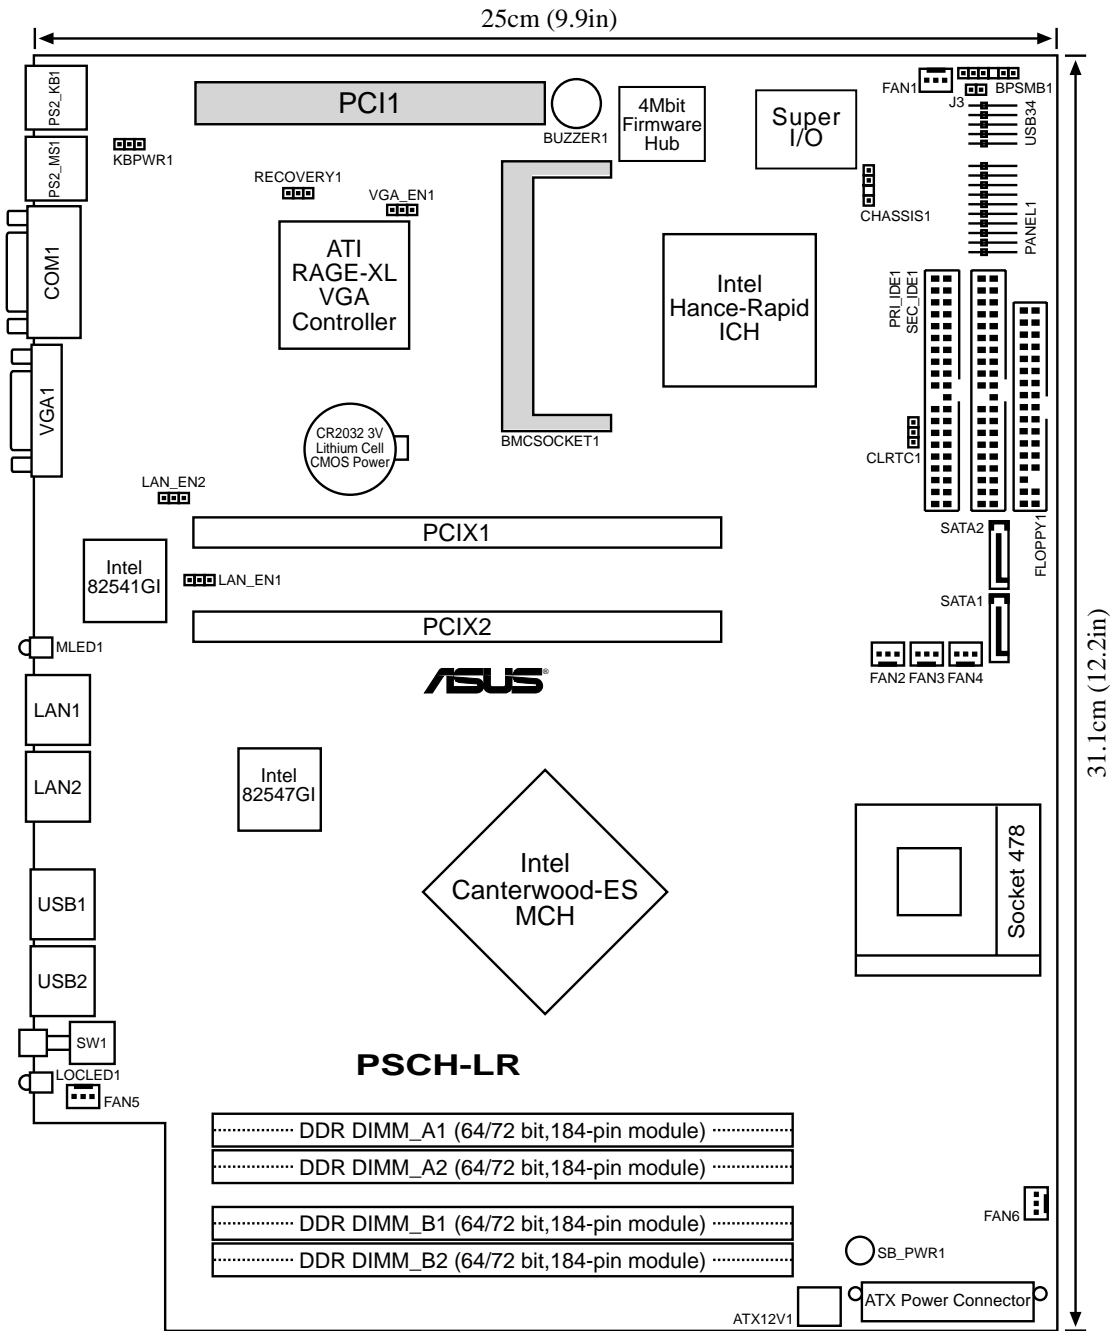 25cm (9.9in)
PS2_KB1
PS2_MS1
KBPWR1
PCI1
BUZZER1
4Mbit
Firmware
Hub
Super
I/O
FAN1
BPSMB1
J3
USB34
CHASSIS1
PANEL1
RECOVERY1
VGA_EN1
COM1
ATI
RAGE-XL
VGA
Controller
Intel
Hance-Rapid
ICH
PRI_IDE1
SEC_IDE1
VGA1
CR2032 3V
Lithium Cell
CMOS Power
BMCSOCKET1
CLRTC1
LAN_EN2
PCIX1
SATA2
FLOPPY1
Intel
82541GI
LAN_EN1
SATA1
PCIX2
MLED1
FAN2
FAN3
FAN4
ASUS®
31.1cm (12.2in)
LAN1
LAN2
Intel
82547GI
Intel
Canterwood-ES
MCH
Socket 478
USB1
USB2
SW1
PSCH-LR
LOCLED1
FAN5
DDR DIMM_A1 (64/72 bit,184-pin module)
DDR DIMM_A2 (64/72 bit,184-pin module)
DDR DIMM_B1 (64/72 bit,184-pin module)
DDR DIMM_B2 (64/72 bit,184-pin module)
FAN6
SB_PWR1
ATX12V1
ATX Power Connector